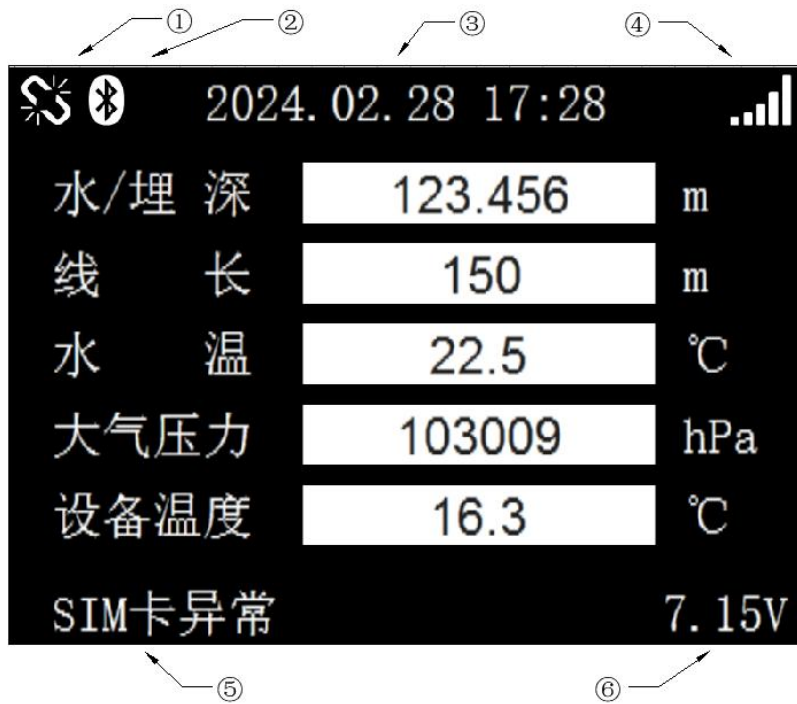 ① ② ③ ④
2024.02.28 17:28
水/埋 深 123.456 m
线 长 150 m
水 温 22.5 ℃
大气压力 103009 hPa
设备温度 16.3 ℃
SIM卡异常 7.15V
⑤ ⑥